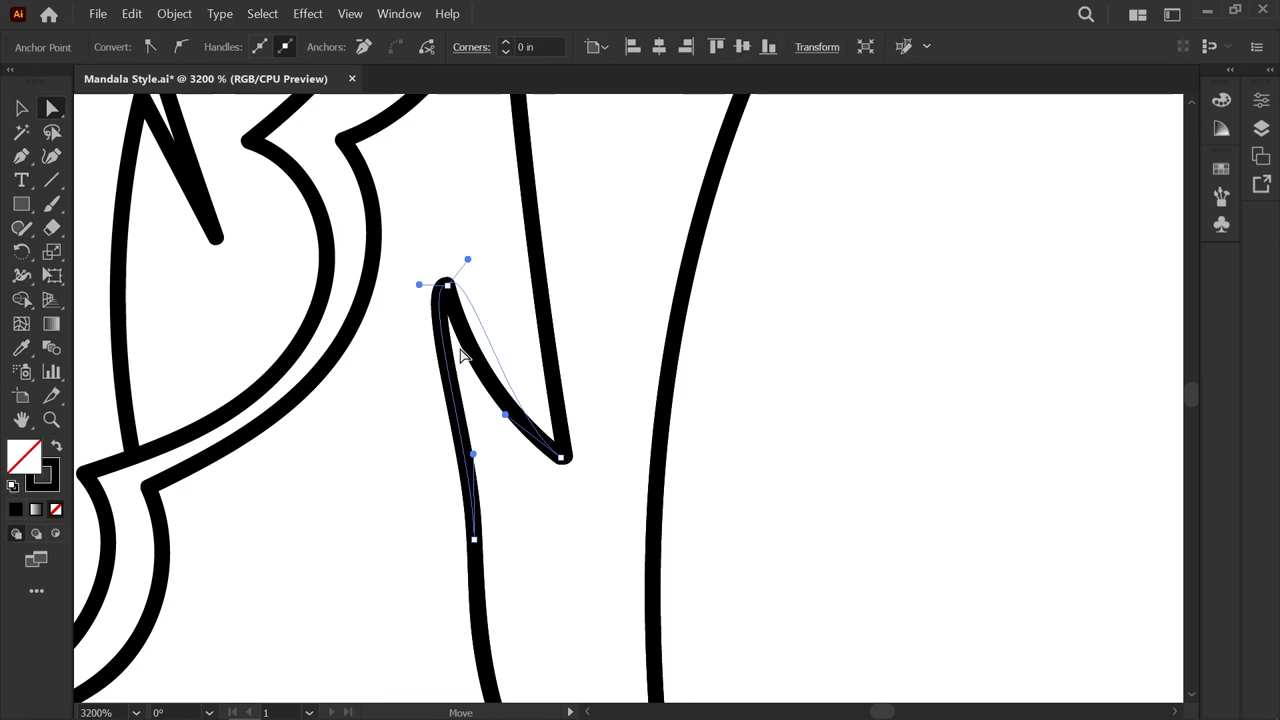 Ai File Edit Object Type Select Effect View Window Help
Anchor Point Convert: Handles: Anchors: Corners: 0 in Transform
Mandala Style.ai* @ 3200 % (RGB/CPU Preview)
T
3200% 0° 1 Move